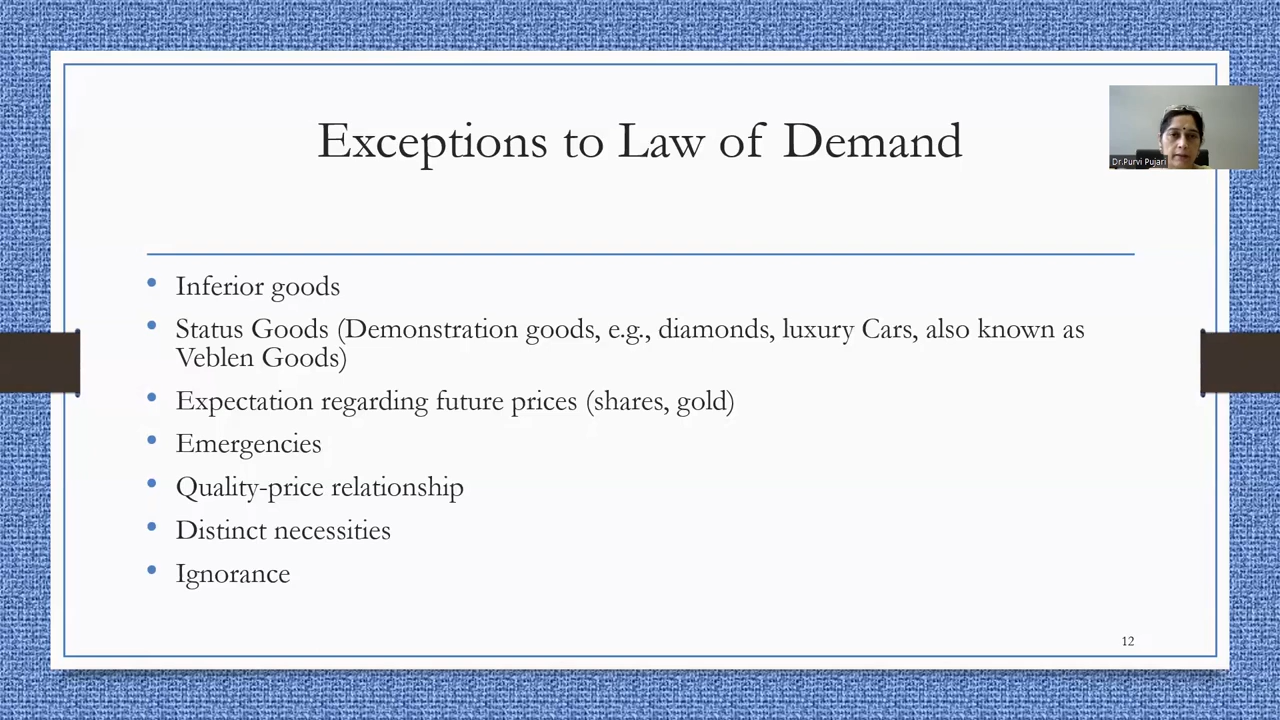 Exceptions to Law of Demand
Dr.Purvi Pujari
• Inferior goods
• Status Goods (Demonstration goods, e.g., diamonds, luxury Cars, also known as
Veblen Goods)
• Expectation regarding future prices (shares, gold)
• Emergencies
• Quality-price relationship
• Distinct necessities
• Ignorance
12